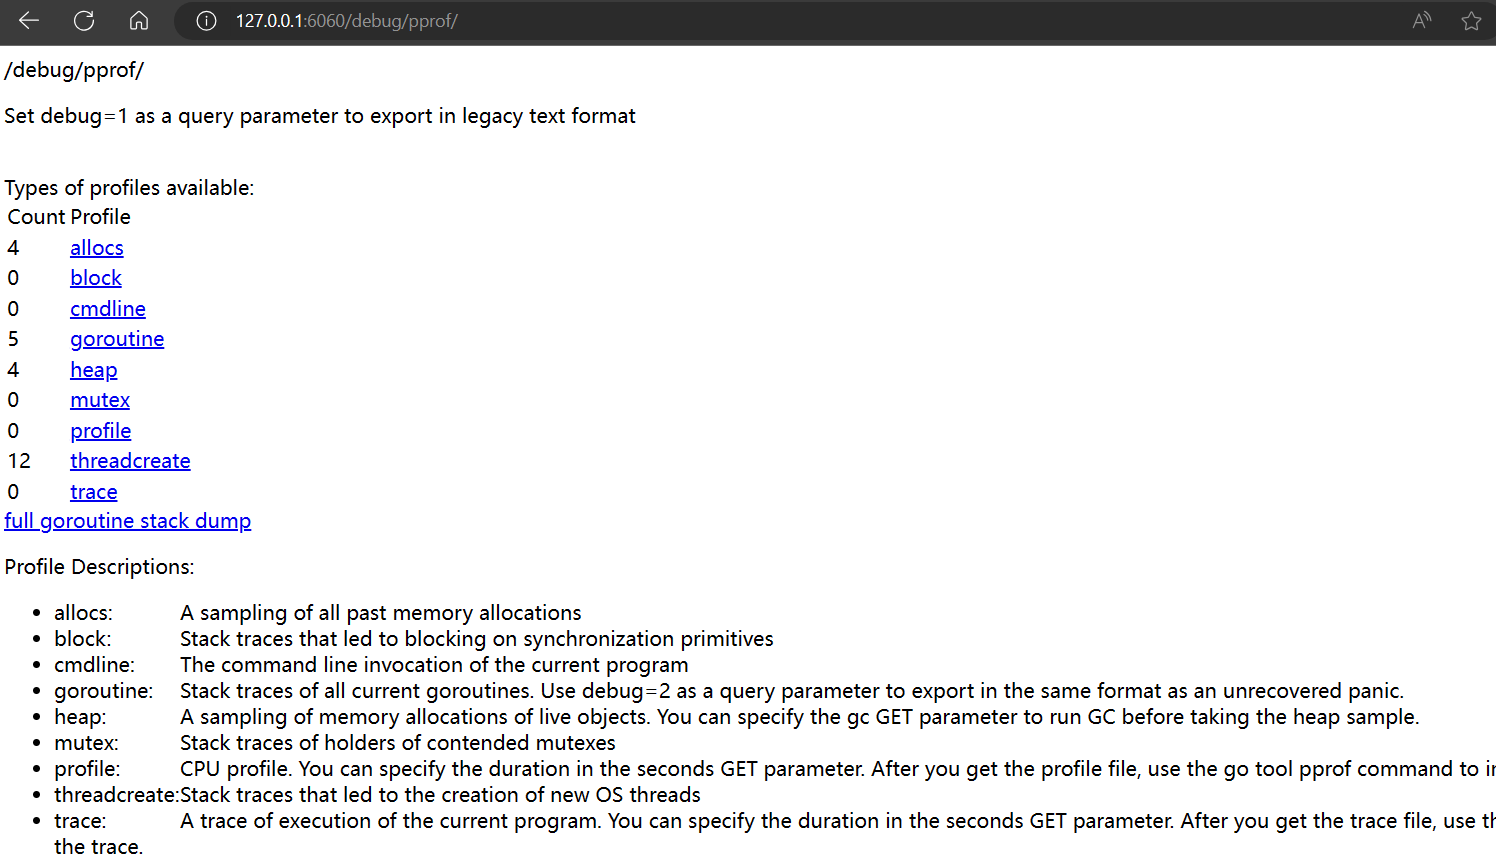 127.0.0.1:6060/debug/pprof/
/debug/pprof/
Set debug=1 as a query parameter to export in legacy text format
Types of profiles available:
Count Profile
4 allocs
0 block
0 cmdline
5 goroutine
4 heap
0 mutex
0 profile
12 threadcreate
0 trace
full goroutine stack dump
Profile Descriptions:
• allocs: A sampling of all past memory allocations
• block: Stack traces that led to blocking on synchronization primitives
• cmdline: The command line invocation of the current program
• goroutine: Stack traces of all current goroutines. Use debug=2 as a query parameter to export in the same format as an unrecovered panic.
• heap: A sampling of memory allocations of live objects. You can specify the gc GET parameter to run GC before taking the heap sample.
• mutex: Stack traces of holders of contended mutexes
• profile: CPU profile. You can specify the duration in the seconds GET parameter. After you get the profile file, use the go tool pprof command to
• threadcreate: Stack traces that led to the creation of new OS threads
• trace: A trace of execution of the current program. You can specify the duration in the seconds GET parameter. After you get the trace file, use
the trace.